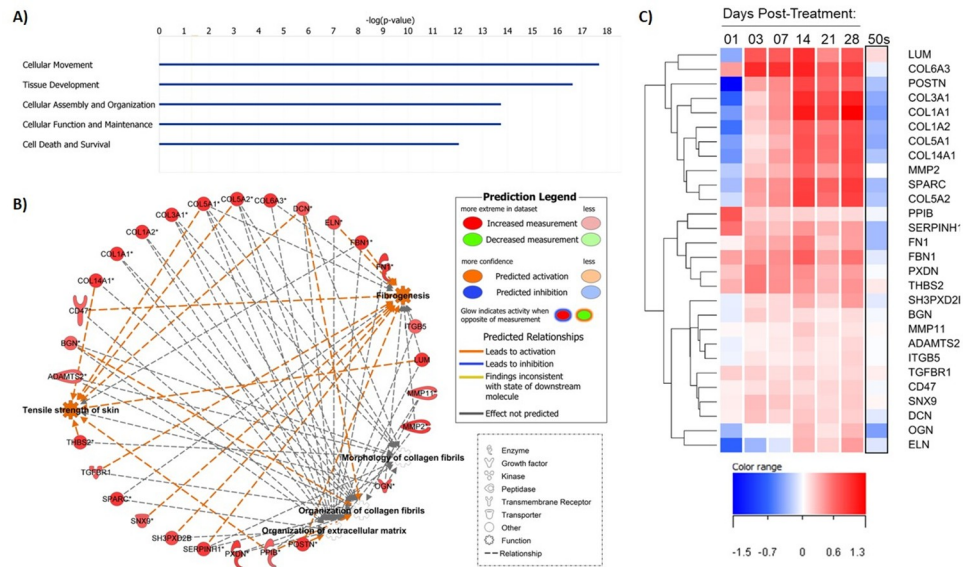 A)
-log(p-value)
0 1 2 3 4 5 6 7 8 9 10 11 12 13 14 15 16 17 18
Cellular Movement
Tissue Development
Cellular Assembly and Organization
Cellular Function and Maintenance
Cell Death and Survival
B)
COL5A1*
COL5A2*
COL6A3*
DCN*
ELN*
FBN1*
FN1*
Fibrogenesis
ITGB5
LUM
MMP11*
MMP2*
Morphology of collagen fibrils
OGN*
Organization of collagen fibrils
Organization of extracellular matrix
POSTN*
PPIB*
PXDN*
SERPINH1*
SH3PXD2B
SNX9*
SPARC*
TGFBR1
THBS2*
Tensile strength of skin
ADAMTS2*
BGN*
CD47*
COL14A1*
COL1A1*
COL1A2*
COL3A1*
Prediction Legend
more extreme in dataset less
Increased measurement
Decreased measurement
more confidence less
Predicted activation
Predicted inhibition
Glow indicates activity when
opposite of measurement
Predicted Relationships
Leads to activation
Leads to inhibition
Findings inconsistent
with state of downstream
molecule
Effect not predicted
Enzyme
Growth factor
Kinase
Peptidase
Transmembrane Receptor
Transporter
Other
Function
Relationship
C)
Days Post-Treatment:
01 03 07 14 21 28 50s
LUM
COL6A3
POSTN
COL3A1
COL1A1
COL1A2
COL5A1
COL14A1
MMP2
SPARC
COL5A2
PPIB
SERPINH1
FN1
FBN1
PXDN
THBS2
SH3PXD2B
BGN
MMP11
ADAMTS2
ITGB5
TGFBR1
CD47
SNX9
DCN
OGN
ELN
Color range
-1.5 -0.7 0 0.7 1.3